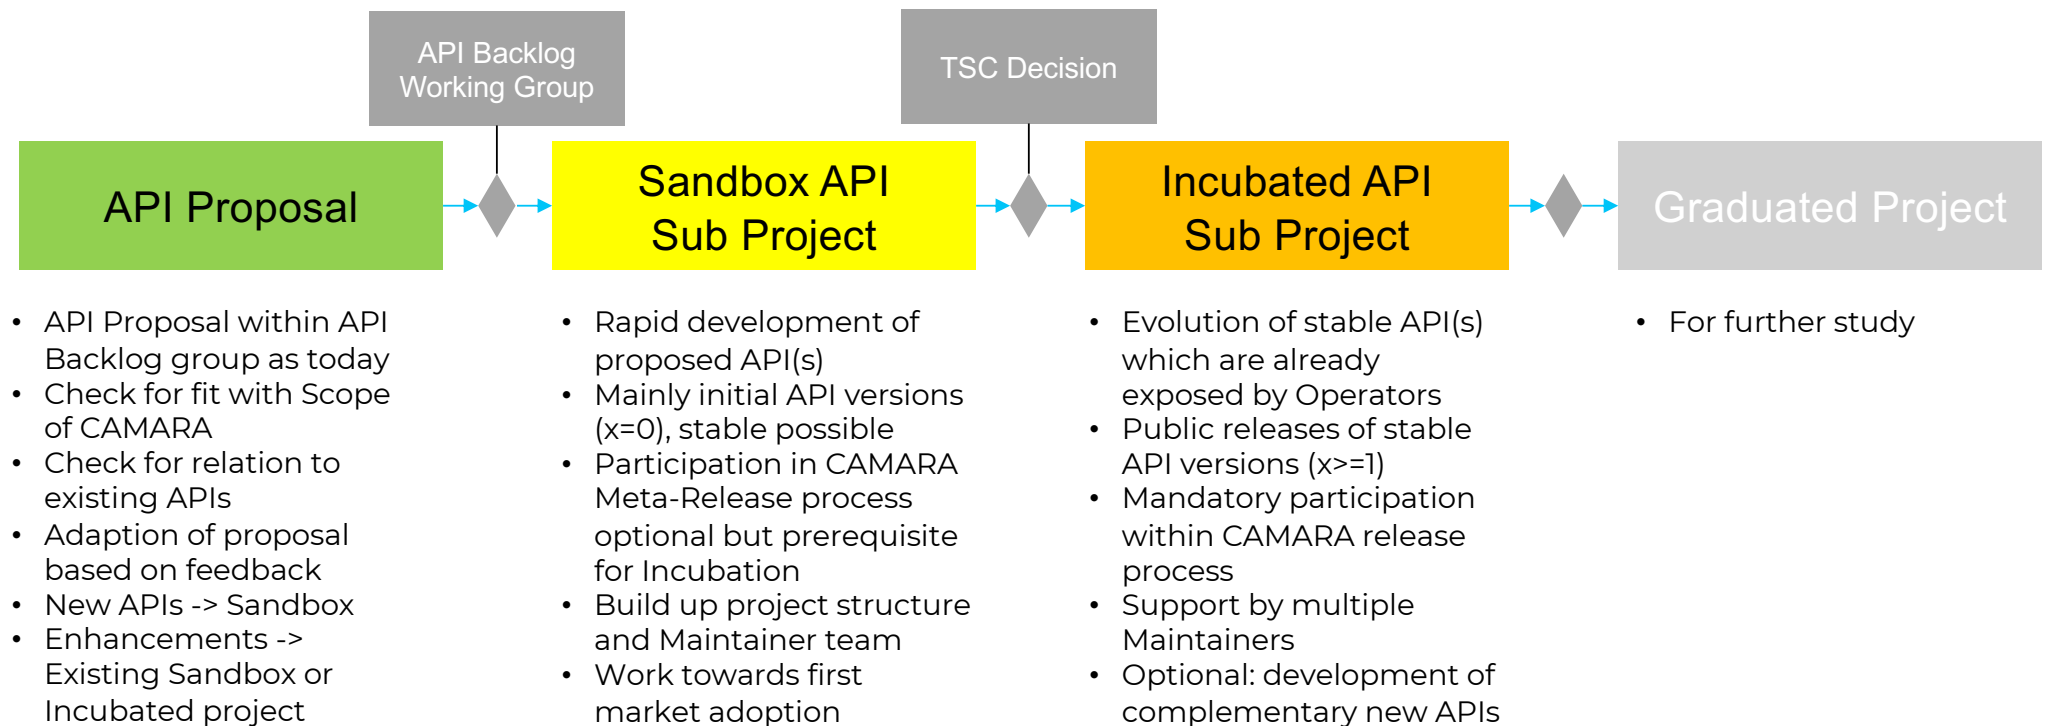 API Backlog
Working Group
TSC Decision
API Proposal
Sandbox API
Sub Project
Incubated API
Sub Project
Graduated Project
• API Proposal within API
Backlog group as today
• Check for fit with Scope
of CAMARA
• Check for relation to
existing APIs
• Adaption of proposal
based on feedback
• New APIs -> Sandbox
• Enhancements ->
Existing Sandbox or
Incubated project
• Rapid development of
proposed API(s)
• Mainly initial API versions
(x=0), stable possible
• Participation in CAMARA
Meta-Release process
optional but prerequisite
for Incubation
• Build up project structure
and Maintainer team
• Work towards first
market adoption
• Evolution of stable API(s)
which are already
exposed by Operators
• Public releases of stable
API versions (x>=1)
• Mandatory participation
within CAMARA release
process
• Support by multiple
Maintainers
• Optional: development of
complementary new APIs
• For further study